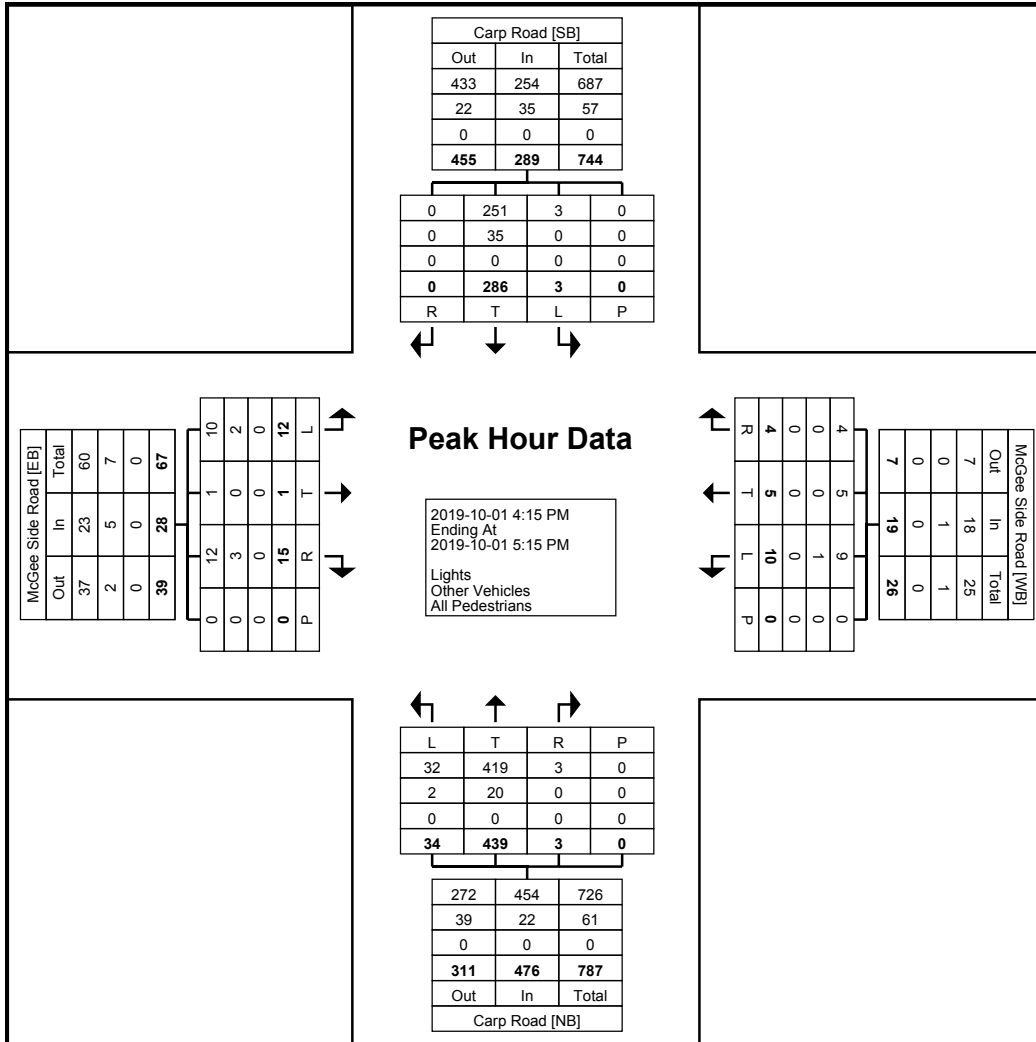 Carp Road [SB]
Out In Total
433 254 687
22 35 57
0 0 0
455 289 744
0 251 3 0
0 35 0 0
0 0 0 0
0 286 3 0
R T L P
McGee Side Road [EB]
Total In Out
60 23 37
7 5 2
0 0 0
67 28 39
10 1 12 0
2 0 3 0
0 0 0 0
12 1 15 0
L T R P
Peak Hour Data
2019-10-01 4:15 PM
Ending At
2019-10-01 5:15 PM
Lights
Other Vehicles
All Pedestrians
McGee Side Road [WB]
Out In Total
7 18 25
0 1 1
0 0 0
7 19 26
4 5 9 0
0 0 1 0
0 0 0 0
4 5 10 0
R T L P
L T R P
32 419 3 0
2 20 0 0
0 0 0 0
34 439 3 0
272 454 726
39 22 61
0 0 0
311 476 787
Out In Total
Carp Road [NB]